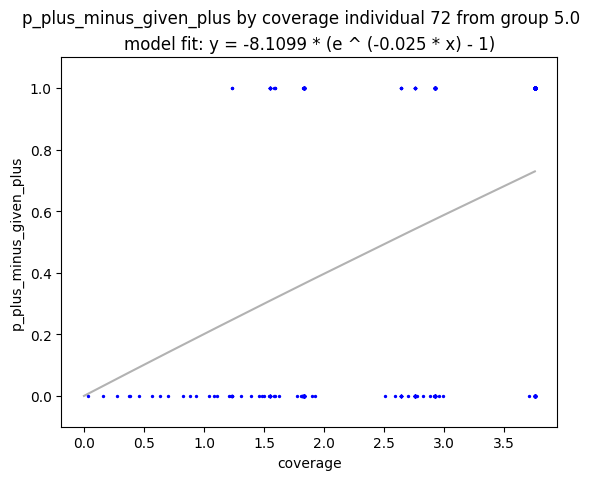 p_plus_minus_given_plus by coverage individual 72 from group 5.0
model fit: y = -8.1099 * (e ^ (-0.025 * x) - 1)
p_plus_minus_given_plus
1.0
0.8
0.6
0.4
0.2
0.0
0.0 0.5 1.0 1.5 2.0 2.5 3.0 3.5
coverage